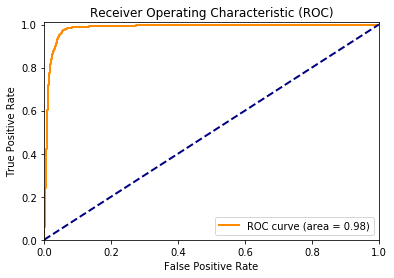 Receiver Operating Characteristic (ROC)
1.0
0.8
0.6
0.4
0.2
0.0
True Positive Rate
ROC curve (area = 0.98)
0.0 0.2 0.4 0.6 0.8 1.0
False Positive Rate